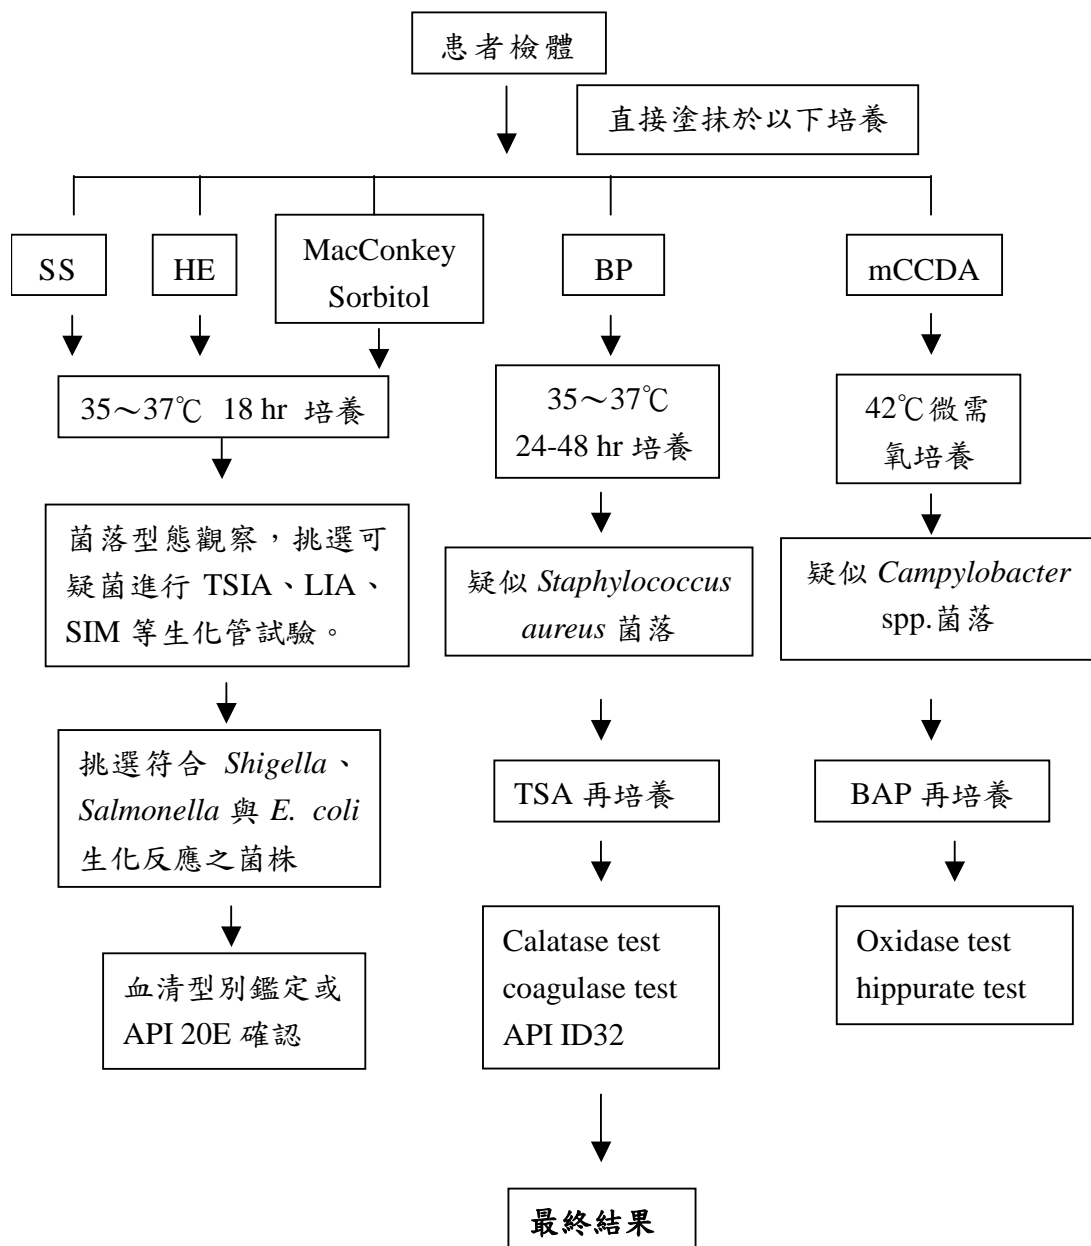 患者檢體
直接塗抹於以下培養
SS
HE
MacConkey
Sorbitol
BP
mCCDA
35～37℃ 18 hr 培養
35～37℃
24-48 hr 培養
42℃微需
氧培養
菌落型態觀察，挑選可
疑菌進行 TSIA、LIA、
SIM 等生化管試驗。
疑似 Staphylococcus
aureus 菌落
疑似 Campylobacter
spp.菌落
挑選符合 Shigella、
Salmonella 與 E. coli
生化反應之菌株
TSA 再培養
BAP 再培養
血清型別鑑定或
API 20E 確認
Calatase test
coagulase test
API ID32
Oxidase test
hippurate test
最終結果